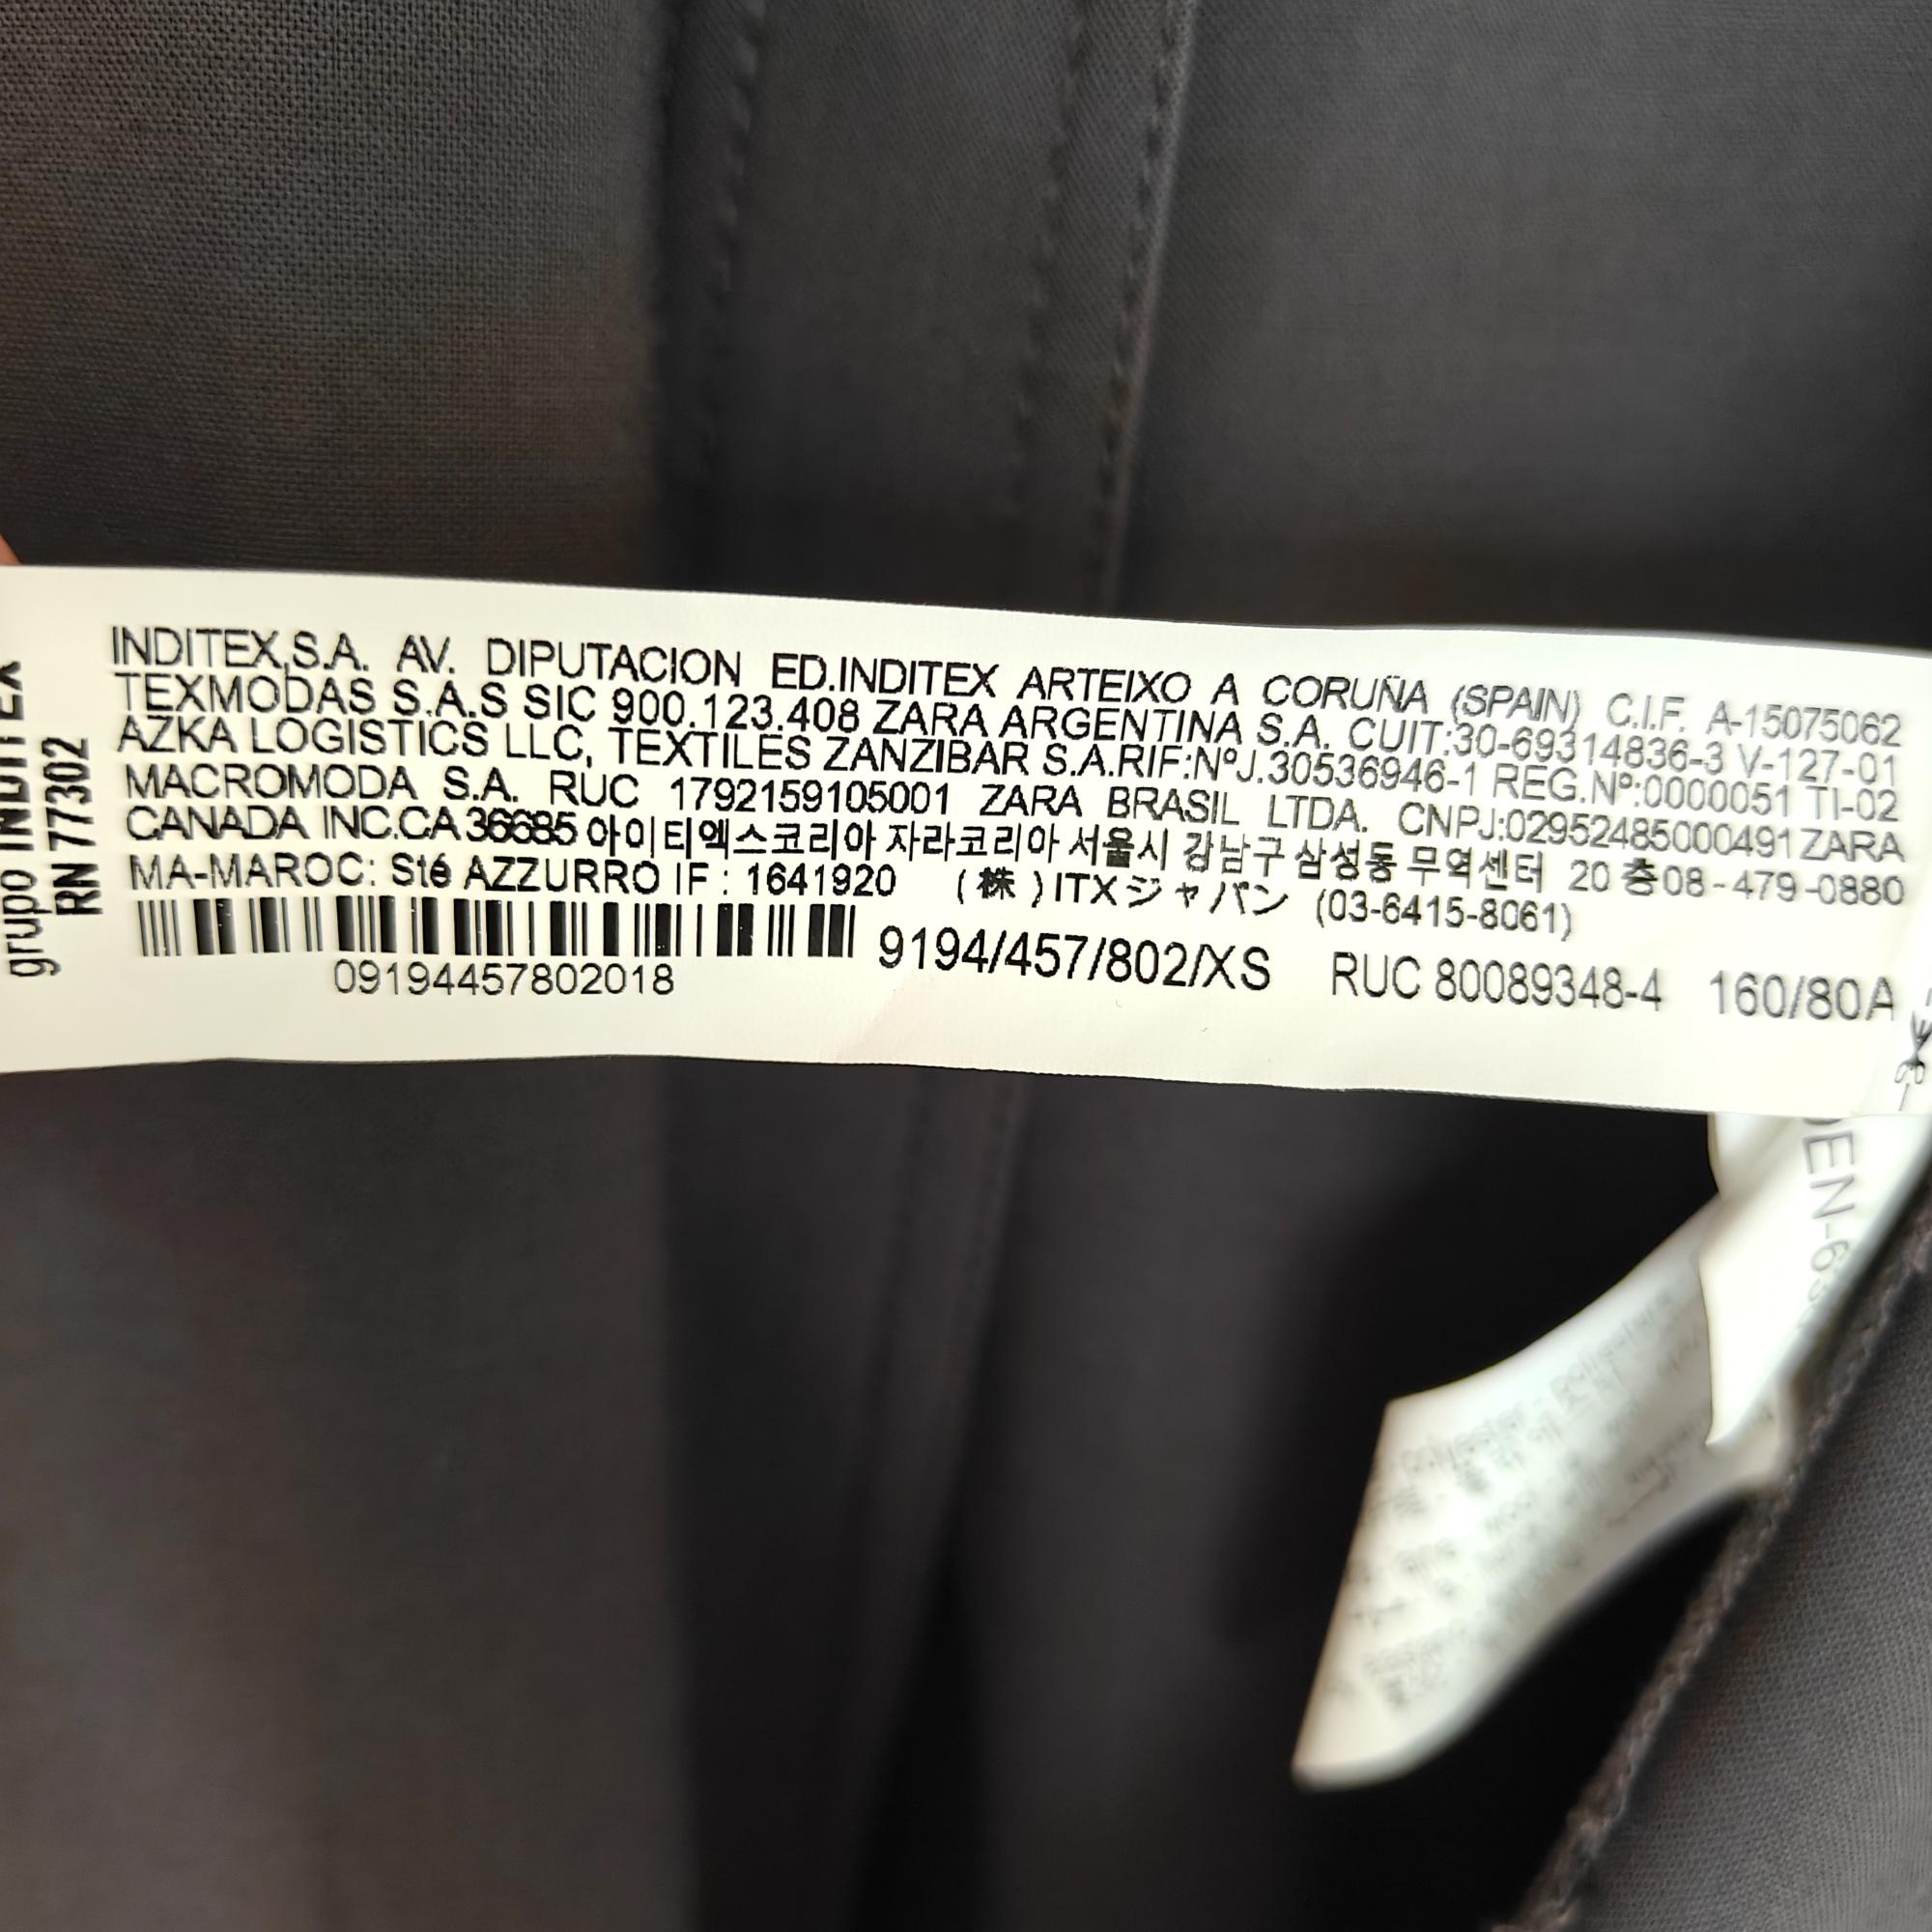 grupo INDITEX
RN 77302
INDITEX,S.A. AV. DIPUTACION ED.INDITEX ARTEIXO A CORUÑA (SPAIN) C.I.F. A-15075062
TEXMODAS S.A.S SIC 900.123.408 ZARA ARGENTINA S.A. CUIT:30-69314836-3 V-127-01
AZKA LOGISTICS LLC, TEXTILES ZANZIBAR S.A.RIF:NºJ.30536946-1 REG.Nº:0000051 TI-02
MACROMODA S.A. RUC 1792159105001 ZARA BRASIL LTDA. CNPJ:02952485000491 ZARA
CANADA INC.CA 36685 아이티엑스코리아 자라코리아 서울시 강남구 삼성동 무역센터 20 층 08-479-0880
MA-MAROC: Sté AZZURRO IF : 1641920 (株)ITXジャパン (03-6415-8061)
09194457802018
9194/457/802/XS RUC 80089348-4 160/80A